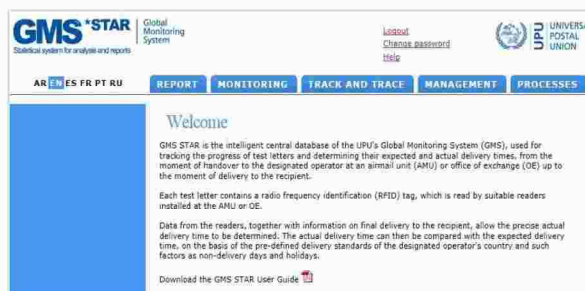 GMS *STAR
Global
Monitoring
System
Statistical system for analysis and reports
Logout
Change password
Help
UPU
UNIVERSA
POSTAL
UNION
AR EN ES FR PT RU
REPORT MONITORING TRACK AND TRACE MANAGEMENT PROCESSES
Welcome
GMS STAR is the intelligent central database of the UPU's Global Monitoring System (GMS), used for
tracking the progress of test letters and determining their expected and actual delivery times, from the
moment of handover to the designated operator at an airmail unit (AMU) or office of exchange (OE) up to
the moment of delivery to the recipient.
Each test letter contains a radio frequency identification (RFID) tag, which is read by suitable readers
installed at the AMU or OE.
Data from the readers, together with information on final delivery to the recipient, allow the precise actual
delivery time to be determined. The actual delivery time can then be compared with the expected delivery
time, on the basis of the pre-defined delivery standards of the designated operator's country and such
factors as non-delivery days and holidays.
Download the GMS STAR User Guide